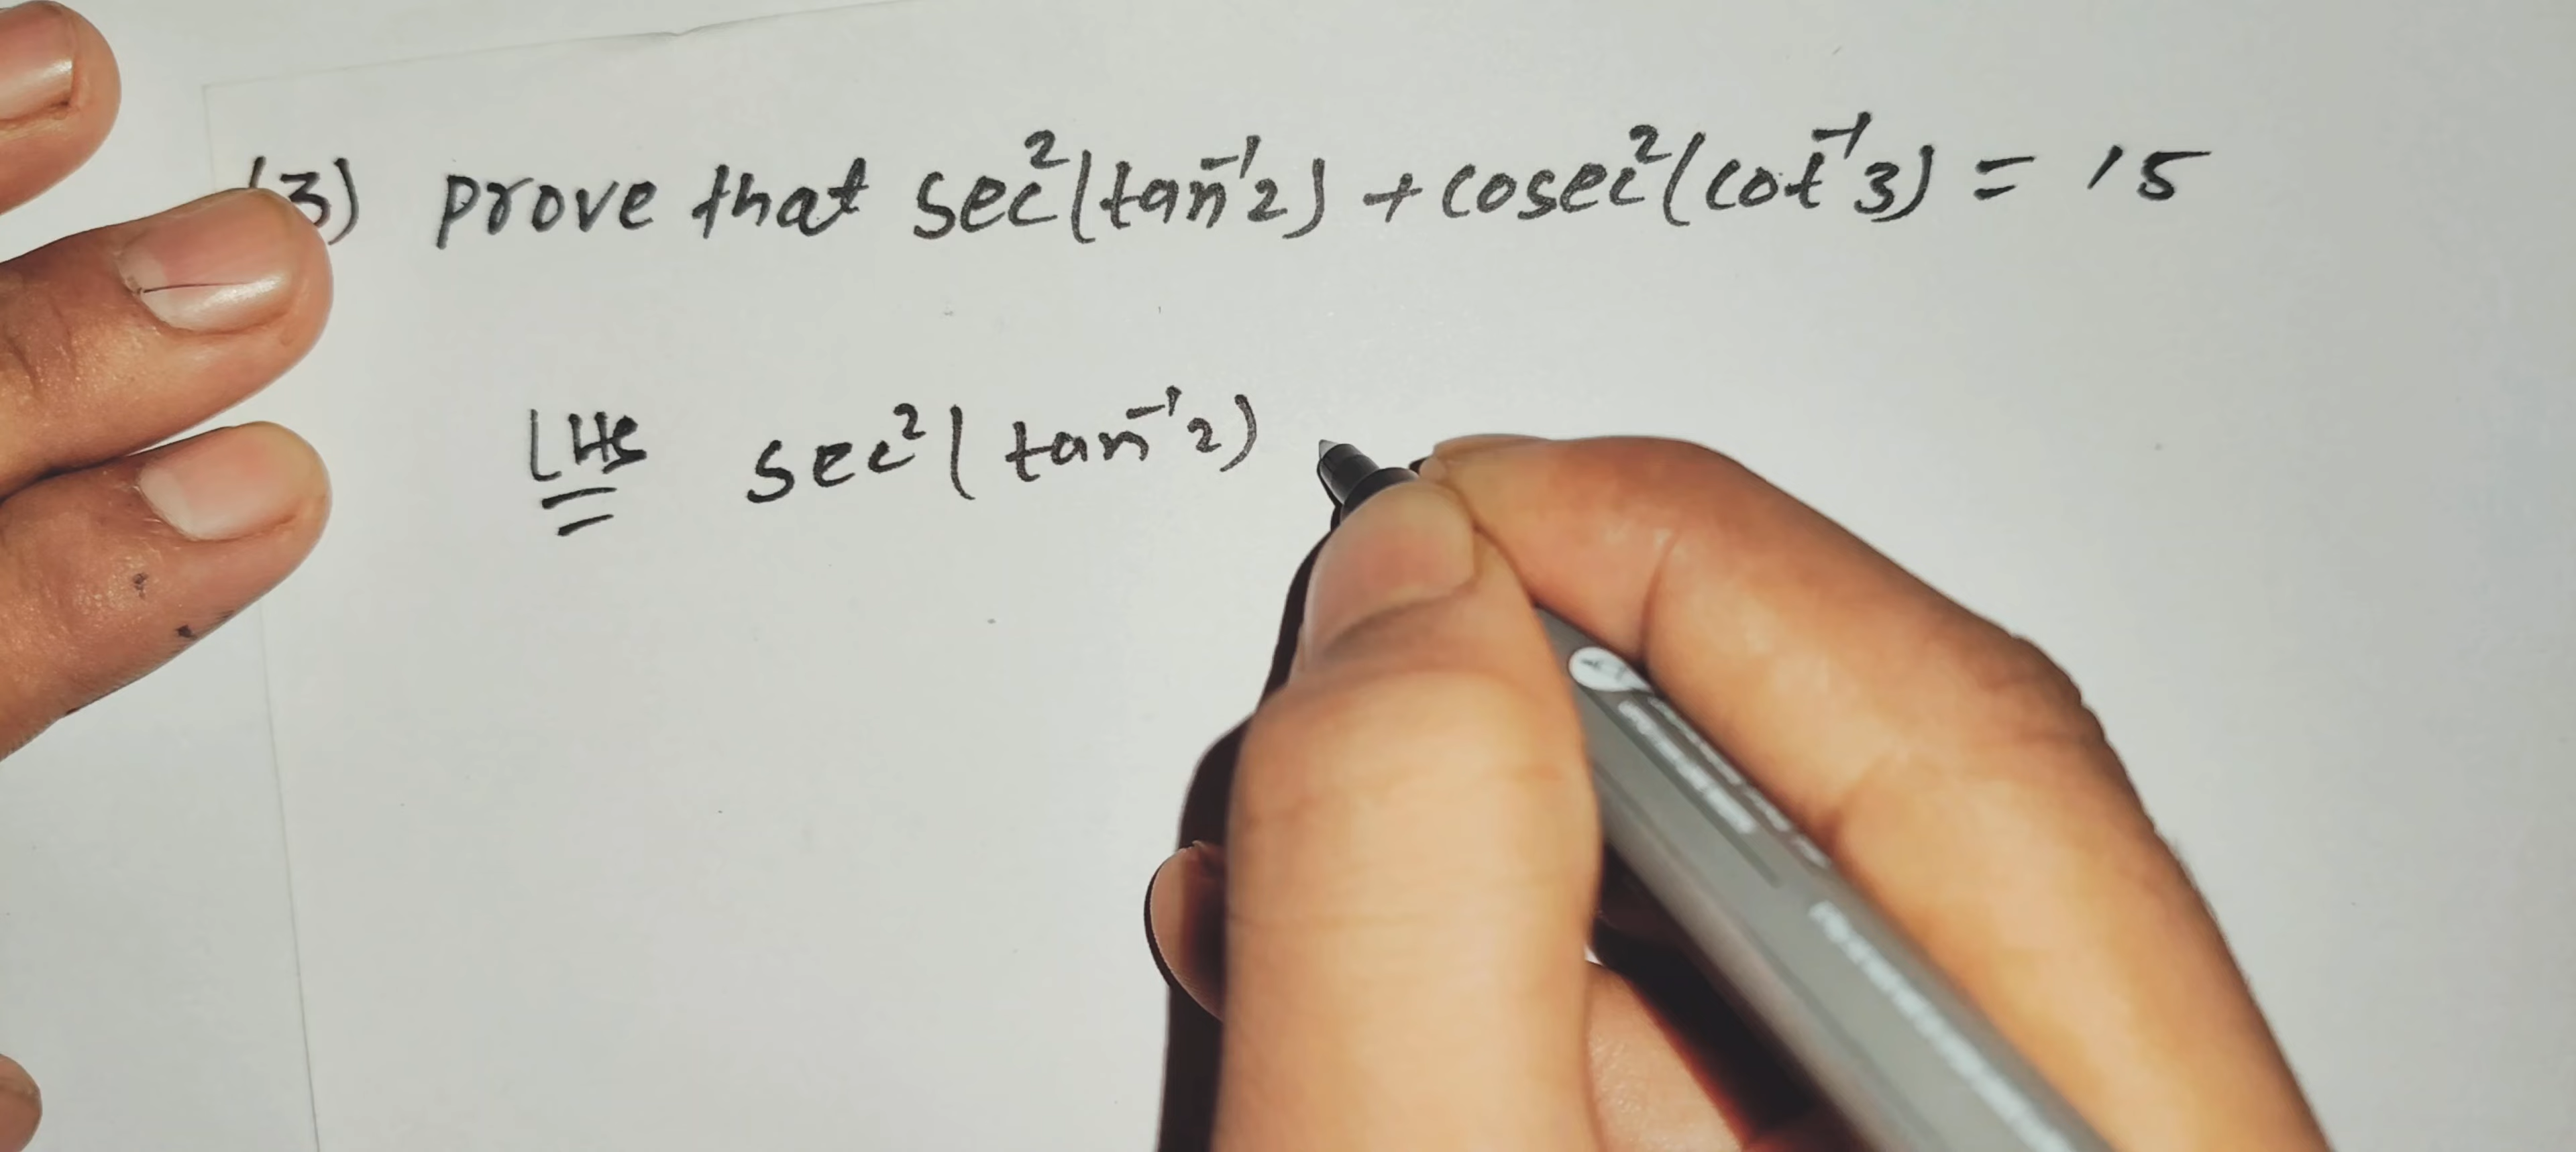 (3) prove that sec²(tan⁻¹2) + cosec²(cot⁻¹3) = 15
LHS sec²(tan⁻¹2)